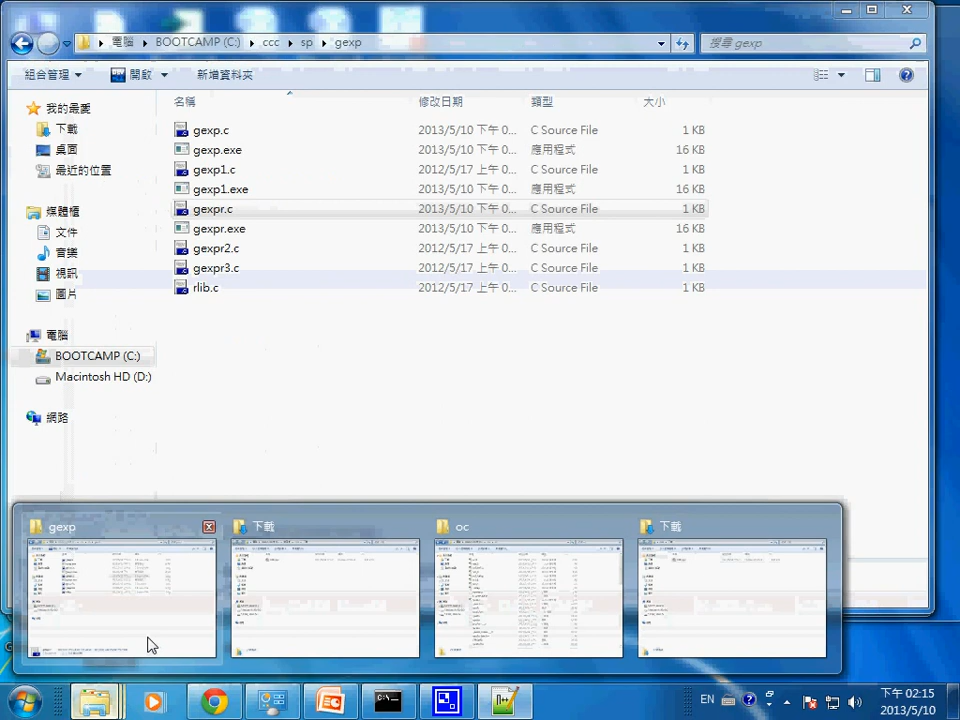 電腦 ▸ BOOTCAMP (C:) ▸ ccc ▸ sp ▸ gexp
搜尋 gexp
組合管理 開啟 新增資料夾
名稱 修改日期 類型 大小
我的最愛
下載
桌面
最近的位置
媒體櫃
文件
音樂
視訊
圖片
電腦
BOOTCAMP (C:)
Macintosh HD (D:)
網路
gexp.c 2013/5/10 下午 0... C Source File 1 KB
gexp.exe 2013/5/10 下午 0... 應用程式 16 KB
gexp1.c 2012/5/17 上午 0... C Source File 1 KB
gexp1.exe 2013/5/10 下午 0... 應用程式 16 KB
gexpr.c 2013/5/10 下午 0... C Source File 1 KB
gexpr.exe 2013/5/10 下午 0... 應用程式 16 KB
gexpr2.c 2012/5/17 上午 0... C Source File 1 KB
gexpr3.c 2012/5/17 上午 0... C Source File 1 KB
rlib.c 2012/5/17 上午 0... C Source File 1 KB
gexp 下載 oc 下載
EN
下午 02:15
2013/5/10